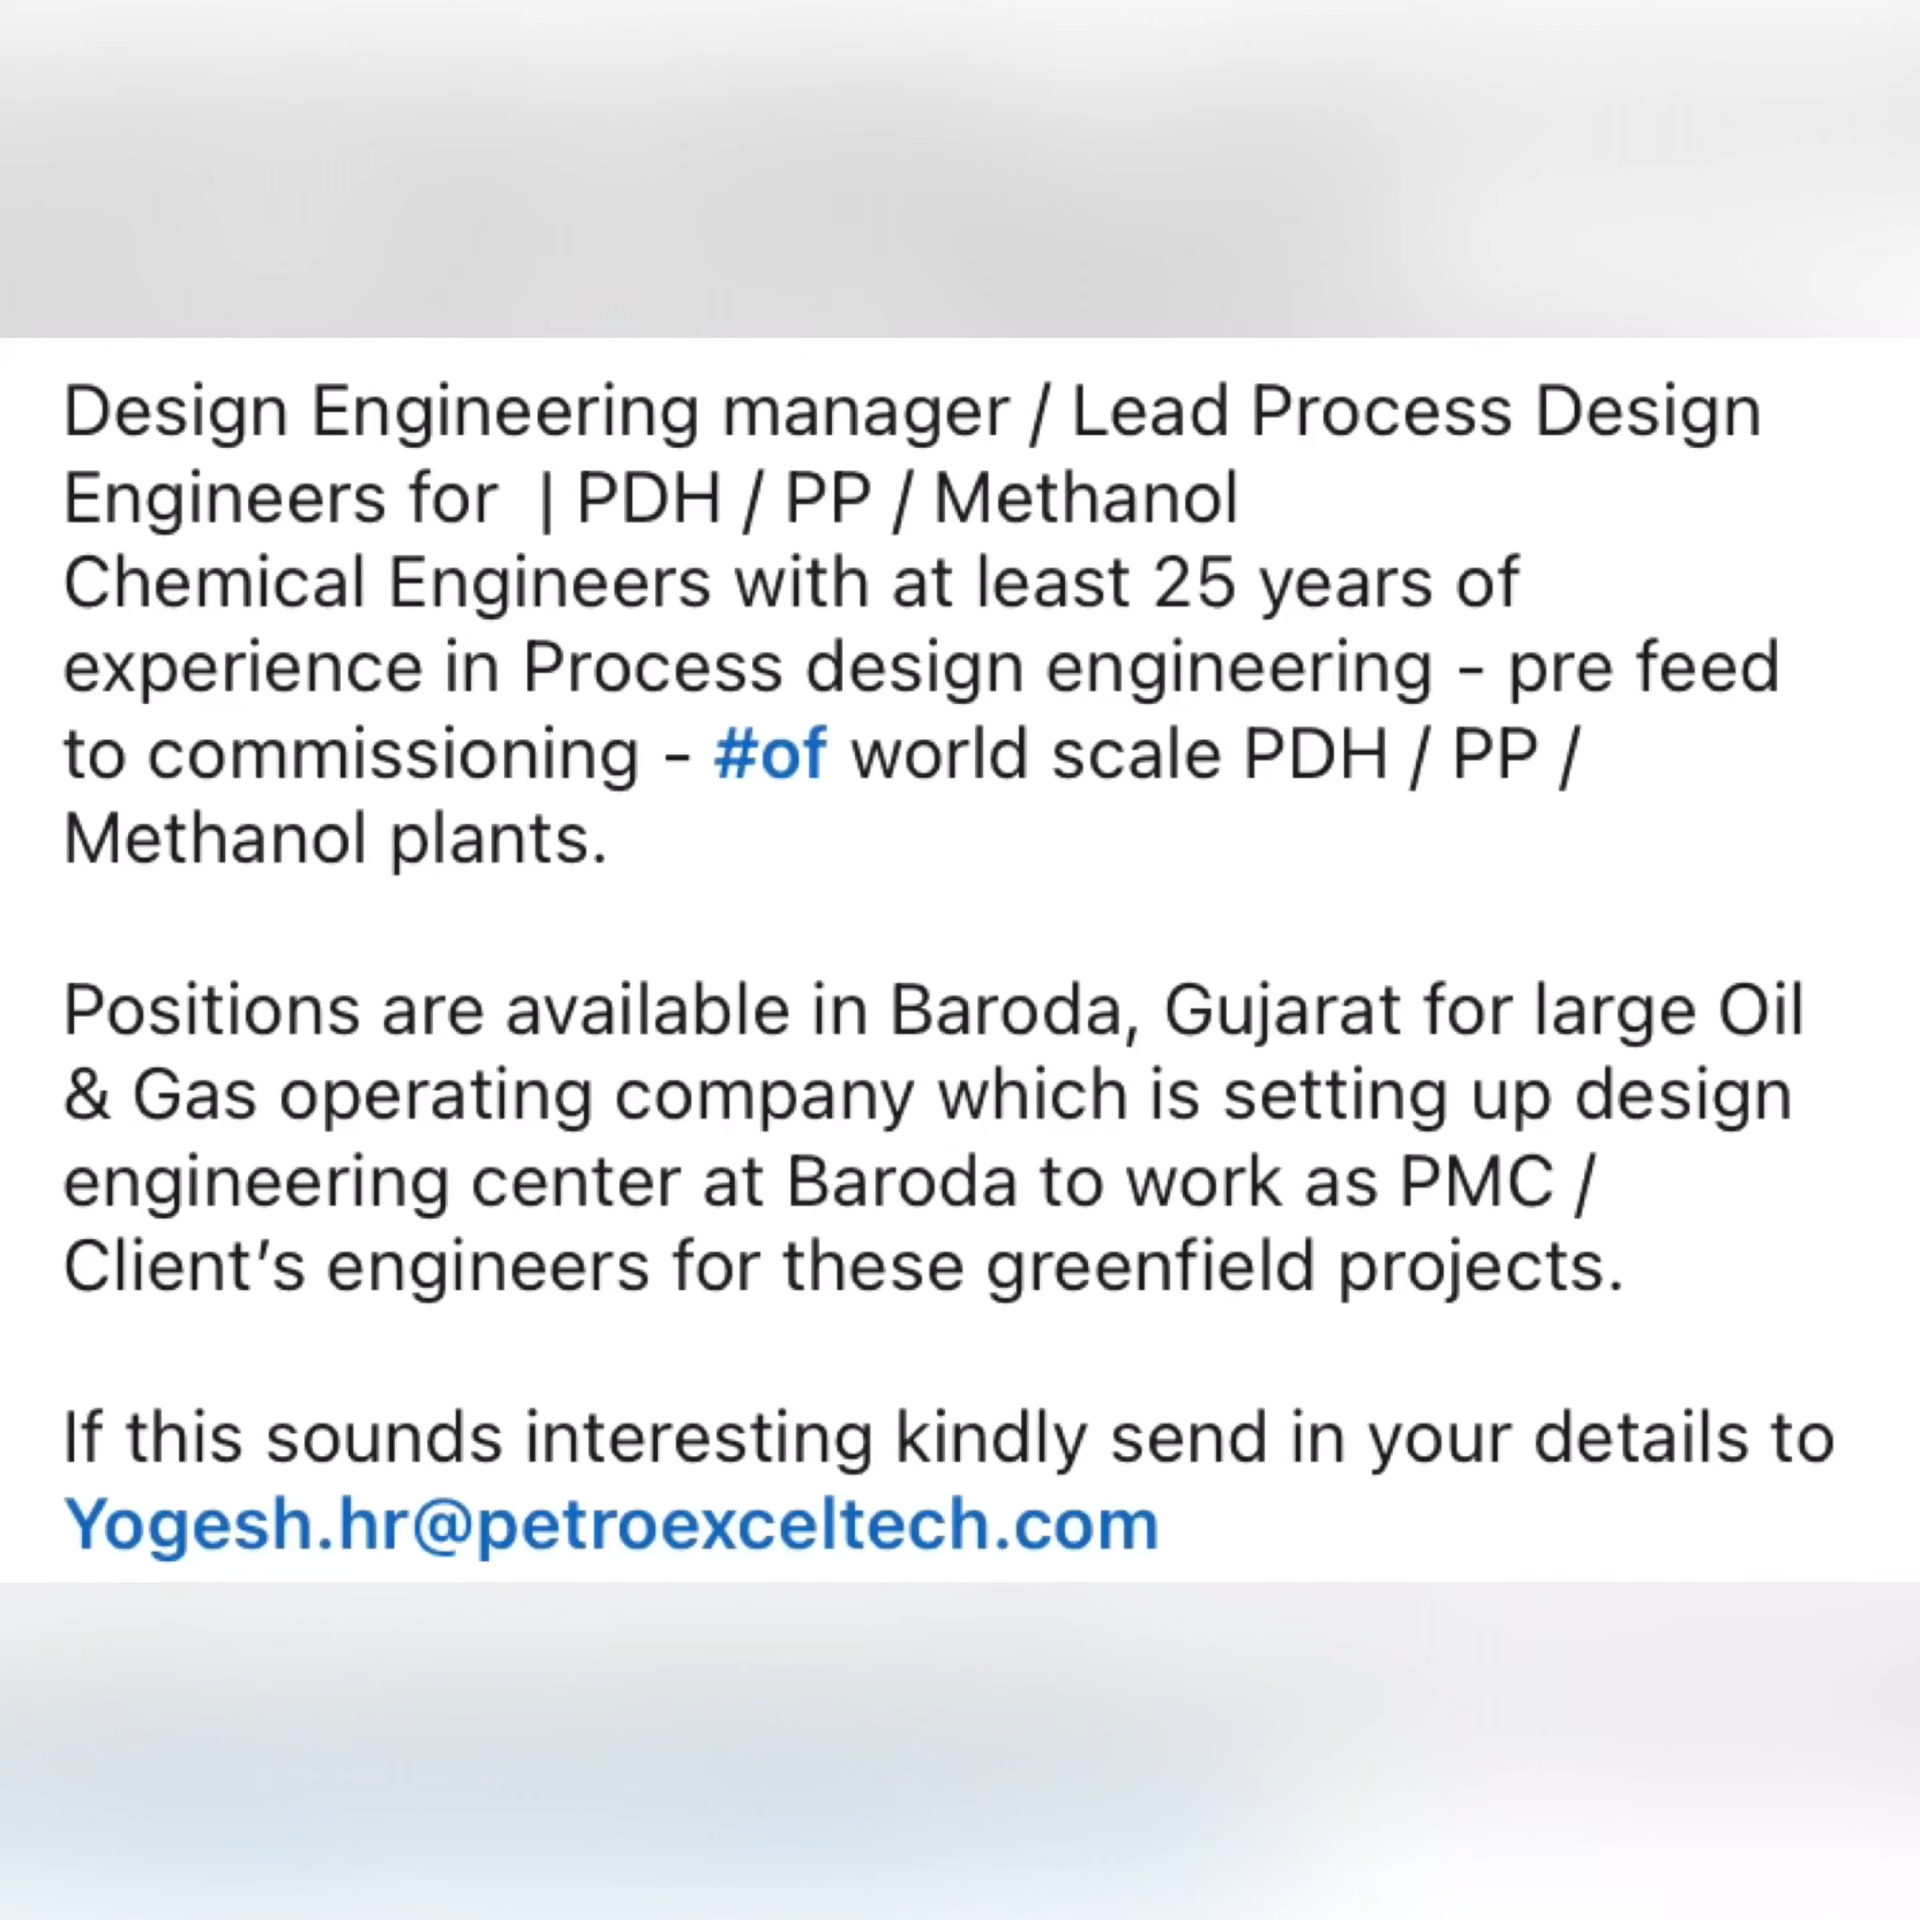 Design Engineering manager / Lead Process Design
Engineers for | PDH / PP / Methanol
Chemical Engineers with at least 25 years of
experience in Process design engineering - pre feed
to commissioning - #of world scale PDH / PP /
Methanol plants.
Positions are available in Baroda, Gujarat for large Oil
& Gas operating company which is setting up design
engineering center at Baroda to work as PMC /
Client’s engineers for these greenfield projects.
If this sounds interesting kindly send in your details to
Yogesh.hr@petroexceltech.com